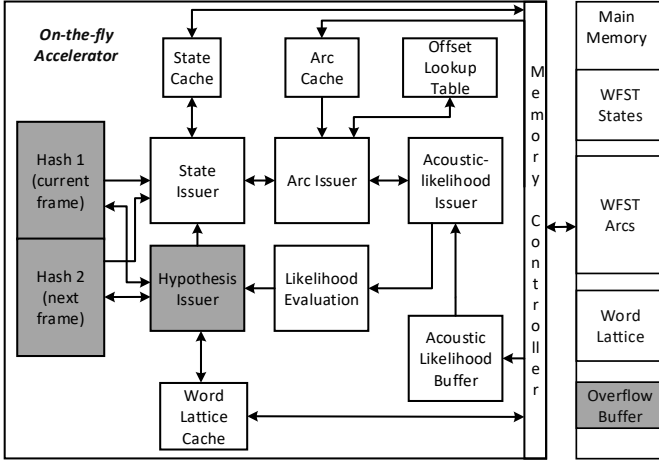 On-the-fly
Accelerator
State
Cache
Arc
Cache
Offset
Lookup
Table
Hash 1
(current
frame)
State
Issuer
Arc Issuer
Acoustic-
likelihood
Issuer
Hash 2
(next
frame)
Hypothesis
Issuer
Likelihood
Evaluation
Acoustic
Likelihood
Buffer
Word
Lattice
Cache
Memory Controller
Main
Memory
WFST
States
WFST
Arcs
Word
Lattice
Overflow
Buffer